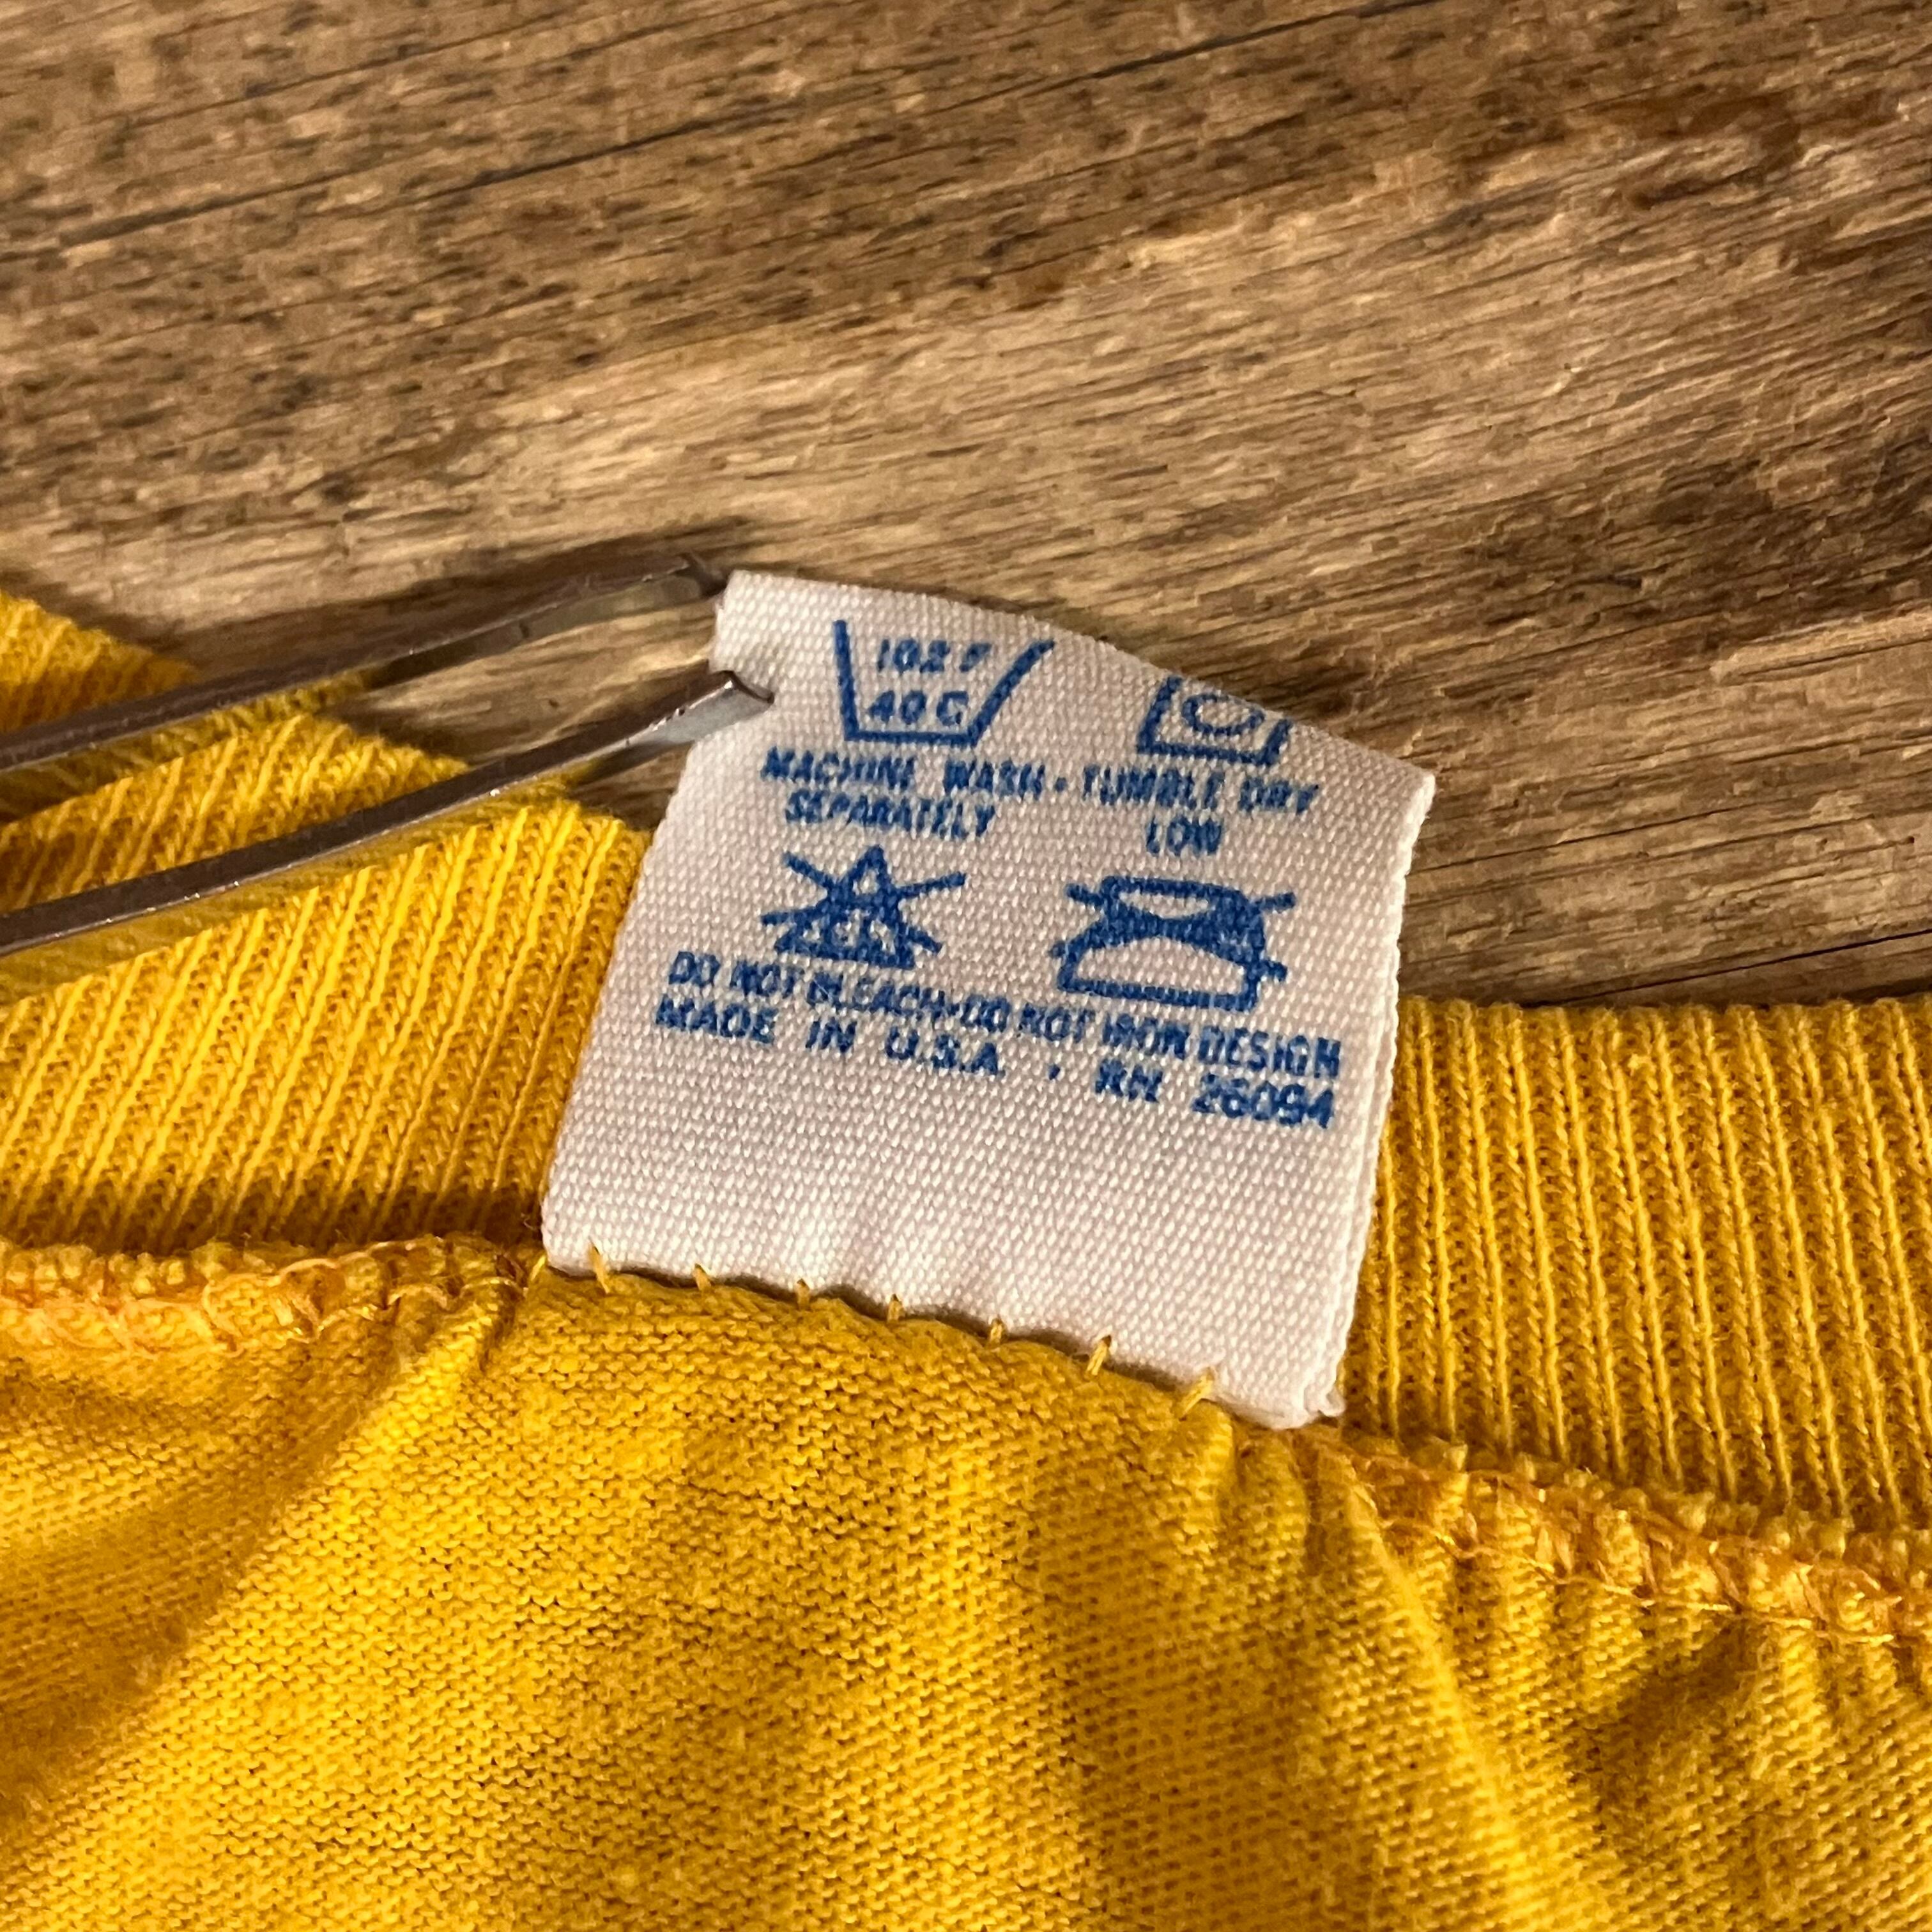 102 F
40 C
MACHINE WASH · TUMBLE DRY
SEPARATELY LOW
DO NOT BLEACH·DO NOT IRON DESIGN
MADE IN U.S.A · RN 26094